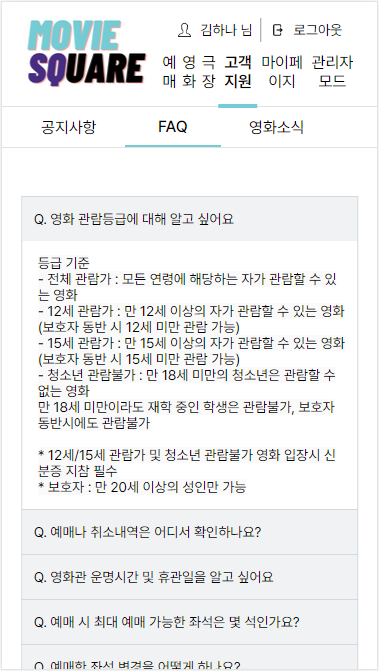 MOVIE
SQUARE
김하나 님
로그아웃
예매
영화
극장
고객지원
마이페이지
관리자모드
공지사항
FAQ
영화소식
Q. 영화 관람등급에 대해 알고 싶어요
등급 기준
- 전체 관람가 : 모든 연령에 해당하는 자가 관람할 수 있
는 영화
- 12세 관람가 : 만 12세 이상의 자가 관람할 수 있는 영화
(보호자 동반 시 12세 미만 관람 가능)
- 15세 관람가 : 만 15세 이상의 자가 관람할 수 있는 영화
(보호자 동반 시 15세 미만 관람 가능)
- 청소년 관람불가 : 만 18세 미만의 청소년은 관람할 수
없는 영화
만 18세 미만이라도 재학 중인 학생은 관람불가, 보호자
동반시에도 관람불가
* 12세/15세 관람가 및 청소년 관람불가 영화 입장시 신
분증 지참 필수
* 보호자 : 만 20세 이상의 성인만 가능
Q. 예매나 취소내역은 어디서 확인하나요?
Q. 영화관 운명시간 및 휴관일을 알고 싶어요
Q. 예매 시 최대 예매 가능한 좌석은 몇 석인가요?
Q. 예매한 좌석 변경을 어떻게 하나요?